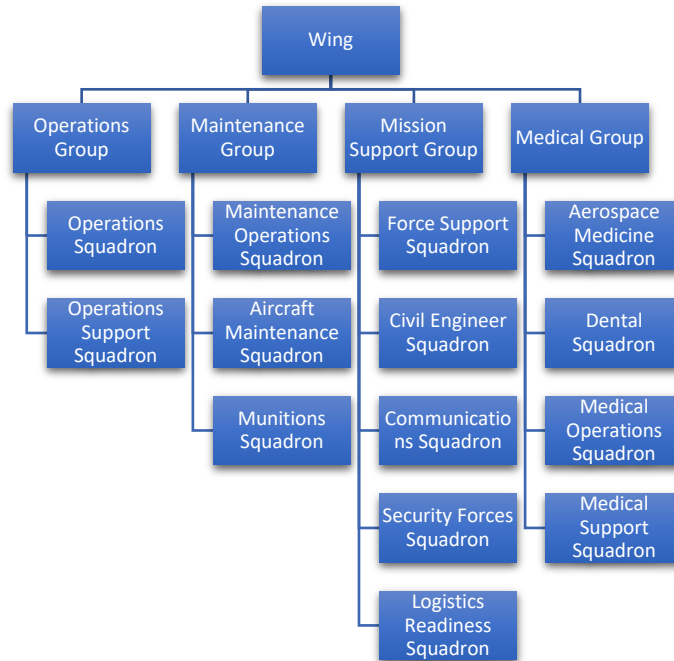 Wing
Operations
Group
Maintenance
Group
Mission
Support Group
Medical Group
Operations
Squadron
Operations
Support
Squadron
Maintenance
Operations
Squadron
Aircraft
Maintenance
Squadron
Munitions
Squadron
Force Support
Squadron
Civil Engineer
Squadron
Communicatio
ns Squadron
Security Forces
Squadron
Logistics
Readiness
Squadron
Aerospace
Medicine
Squadron
Dental
Squadron
Medical
Operations
Squadron
Medical
Support
Squadron